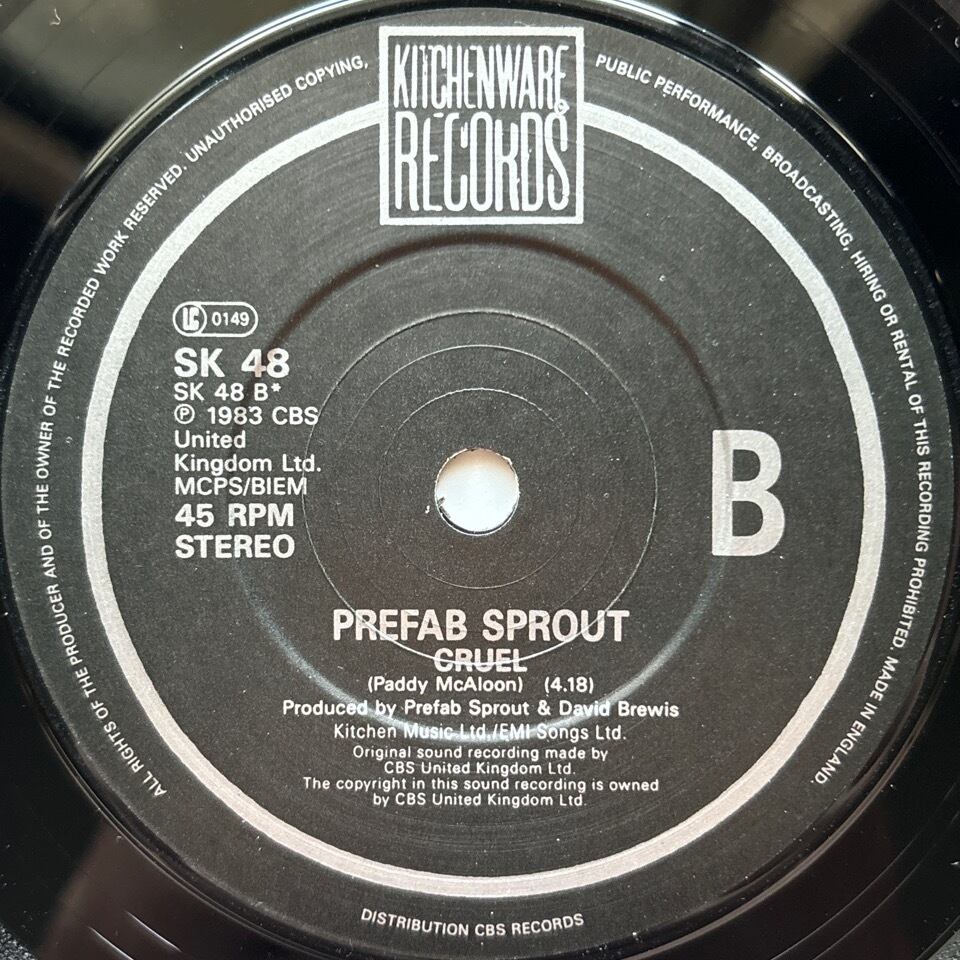 KITCHENWARE
RECORDS
ALL RIGHTS OF THE PRODUCER AND OF THE OWNER OF THE RECORDED WORK RESERVED. UNAUTHORISED COPYING,
PUBLIC PERFORMANCE, BROADCASTING, HIRING OR RENTAL OF THIS RECORDING PROHIBITED. MADE IN ENGLAND.
LC 0149
SK 48
SK 48 B*
℗ 1983 CBS
United
Kingdom Ltd.
MCPS/BIEM
45 RPM
STEREO
B
PREFAB SPROUT
CRUEL
(Paddy McAloon) (4.18)
Produced by Prefab Sprout & David Brewis
Kitchen Music Ltd./EMI Songs Ltd.
Original sound recording made by
CBS United Kingdom Ltd.
The copyright in this sound recording is owned
by CBS United Kingdom Ltd.
DISTRIBUTION CBS RECORDS